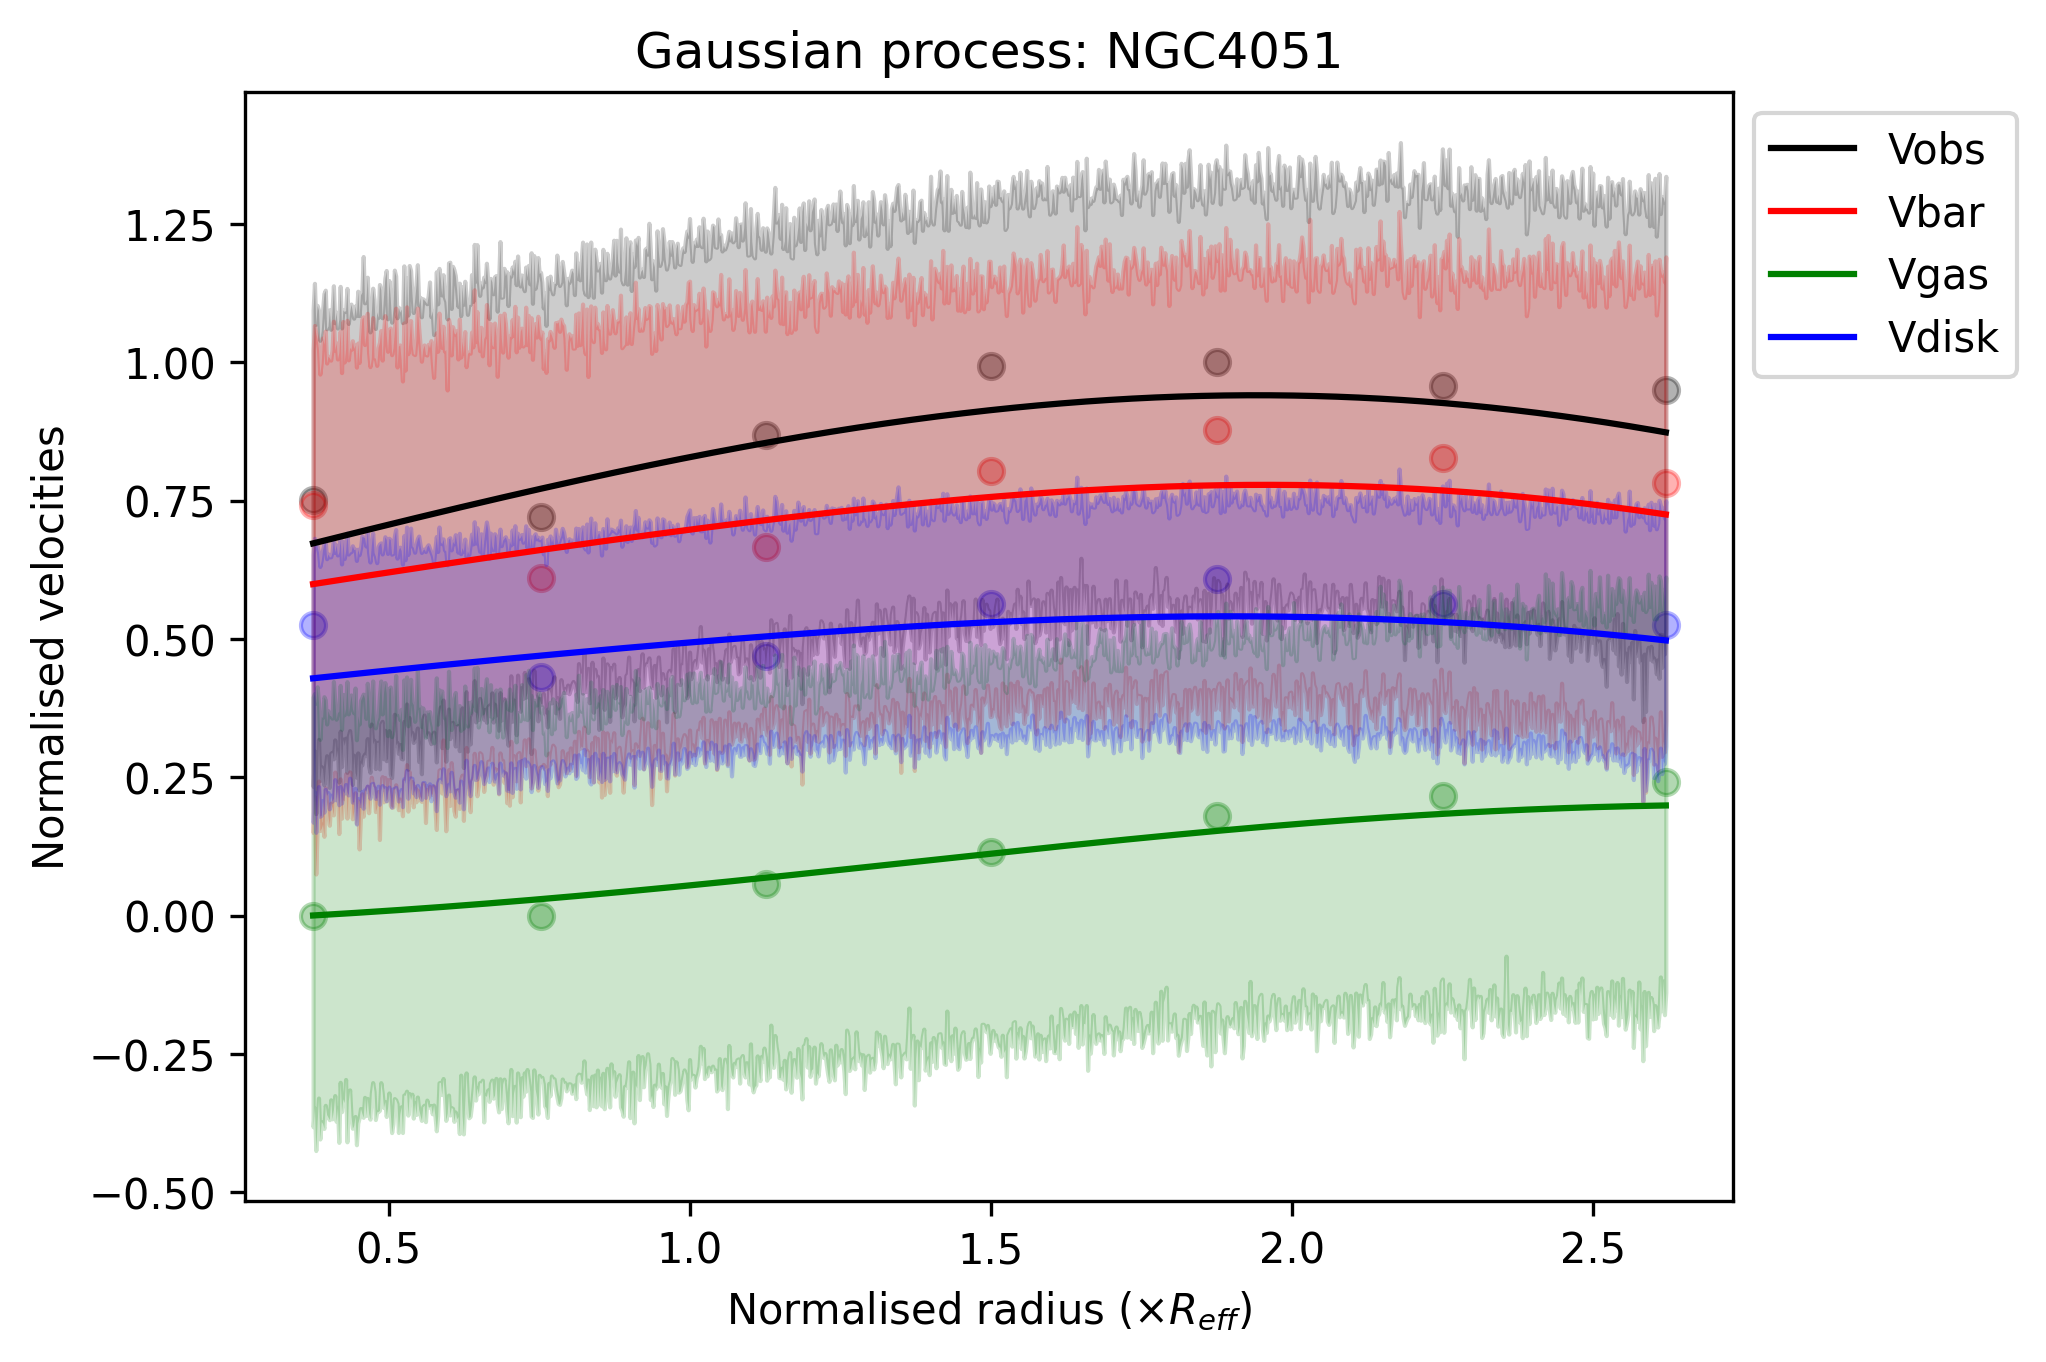 Gaussian process: NGC4051
Vobs
Vbar
Vgas
Vdisk
Normalised velocities
1.25
1.00
0.75
0.50
0.25
0.00
−0.25
−0.50
0.5 1.0 1.5 2.0 2.5
Normalised radius (×R_eff)